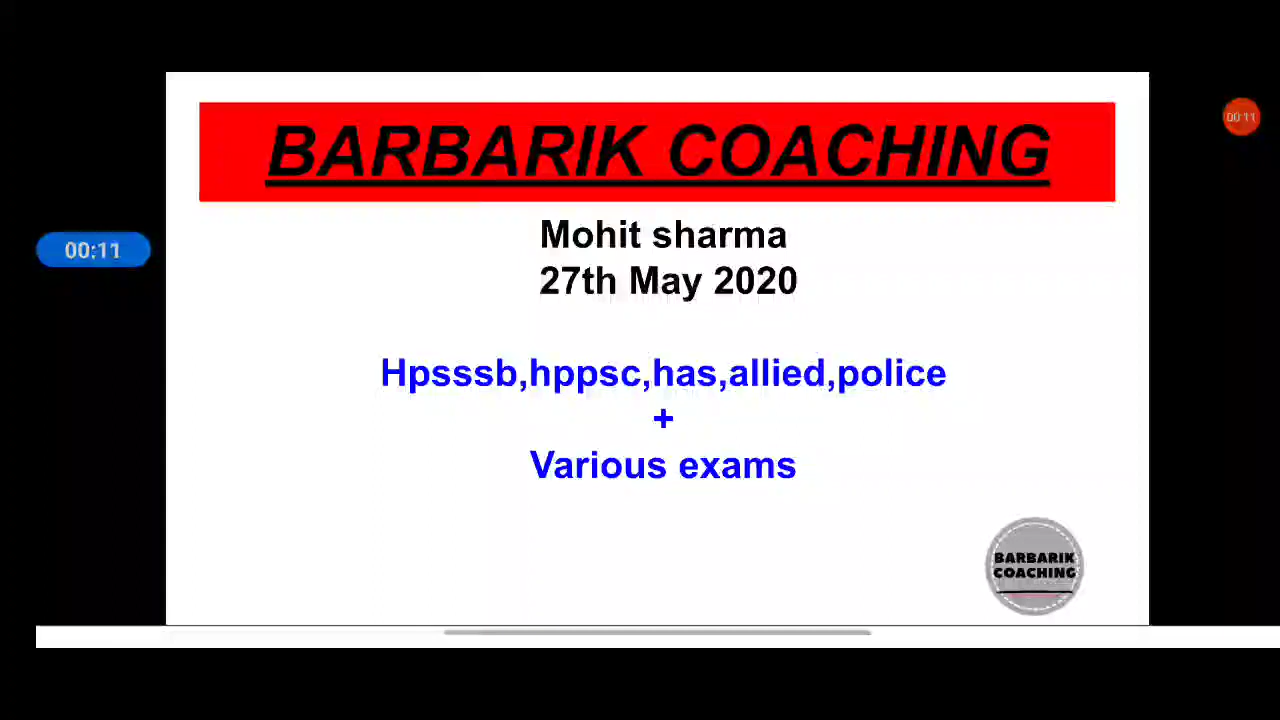 BARBARIK COACHING
Mohit sharma
27th May 2020
Hpsssb,hppsc,has,allied,police
+
Various exams
00:11
00:11
BARBARIK
COACHING